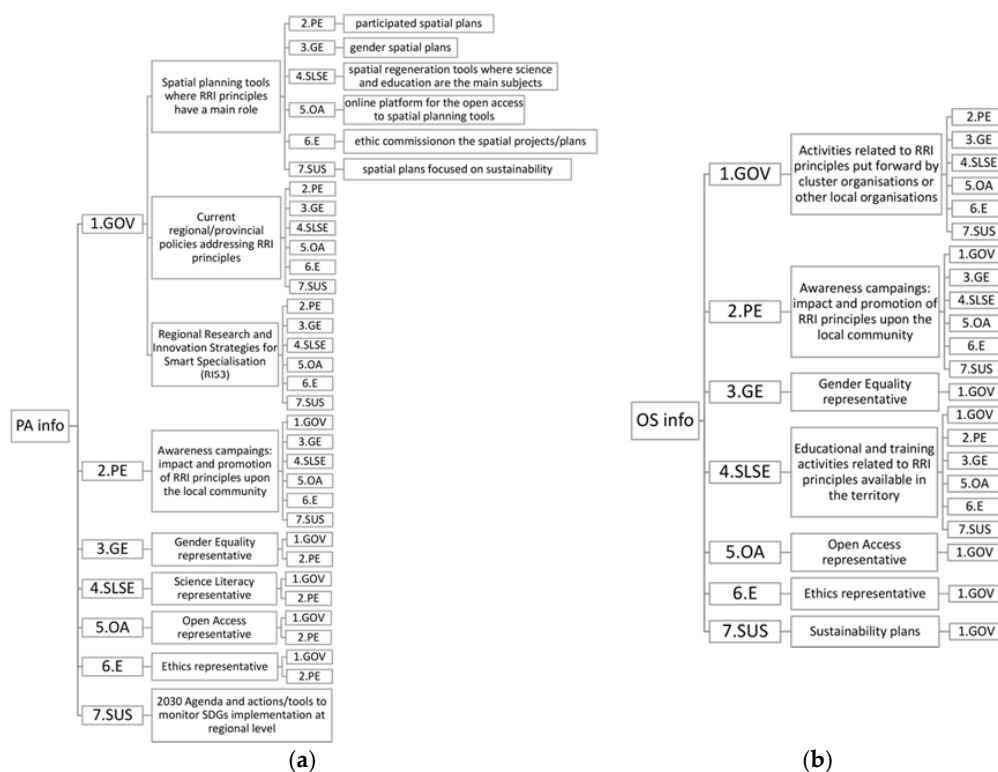 PA info
1.GOV
Spatial planning tools
where RRI principles
have a main role
2.PE
participated spatial plans
3.GE
gender spatial plans
4.SLSE
spatial regeneration tools where science
and education are the main subjects
5.OA
online platform for the open access
to spatial planning tools
6.E
ethic commissionon the spatial projects/plans
7.SUS
spatial plans focused on sustainability
Current
regional/provincial
policies addressing RRI
principles
2.PE
3.GE
4.SLSE
5.OA
6.E
7.SUS
Regional Research and
Innovation Strategies for
Smart Specialisation
(RIS3)
2.PE
3.GE
4.SLSE
5.OA
6.E
7.SUS
2.PE
Awareness campaings:
impact and promotion
of RRI principles upon
the local community
1.GOV
3.GE
4.SLSE
5.OA
6.E
7.SUS
3.GE
Gender Equality
representative
1.GOV
2.PE
4.SLSE
Science Literacy
representative
1.GOV
2.PE
5.OA
Open Access
representative
1.GOV
2.PE
6.E
Ethics representative
1.GOV
2.PE
7.SUS
2030 Agenda and actions/tools to
monitor SDGs implementation at
regional level
(a)
OS info
1.GOV
Activities related to RRI
principles put forward by
cluster organisations or
other local organisations
2.PE
3.GE
4.SLSE
5.OA
6.E
7.SUS
2.PE
Awareness campaings:
impact and promotion of
RRI principles upon the
local community
1.GOV
3.GE
4.SLSE
5.OA
6.E
7.SUS
3.GE
Gender Equality
representative
1.GOV
4.SLSE
Educational and training
activities related to RRI
principles available in
the territory
1.GOV
2.PE
3.GE
5.OA
6.E
7.SUS
5.OA
Open Access
representative
1.GOV
6.E
Ethics representative
1.GOV
7.SUS
Sustainability plans
1.GOV
(b)